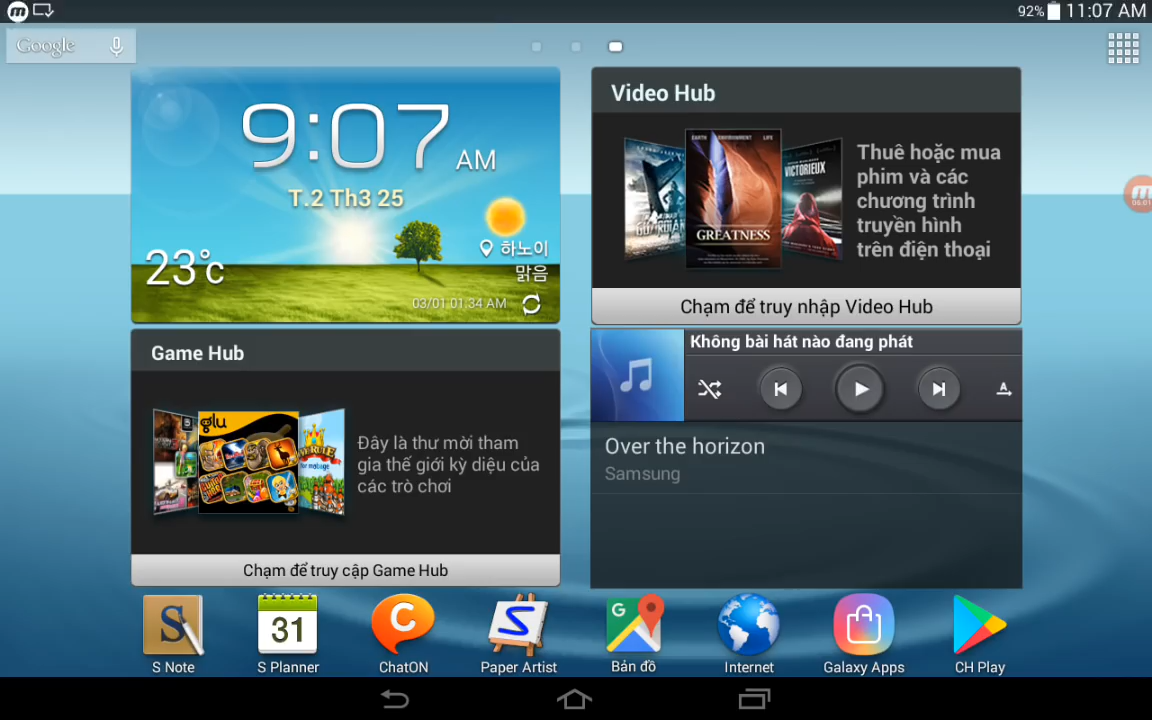 92% 11:07 AM
Google
9:07 AM
T.2 Th3 25
하노이
23°c
맑음
03/01 01.34 AM
Video Hub
EARTH ENVIRONMENT LIFE
VICTORIEUX
GREATNESS
Thuê hoặc mua
phim và các
chương trình
truyền hình
trên điện thoại
Chạm để truy nhập Video Hub
Game Hub
glu
Đây là thư mời tham
gia thế giới kỳ diệu của
các trò chơi
Chạm để truy cập Game Hub
Không bài hát nào đang phát
A
Over the horizon
Samsung
S
31
C
S
G
S Note
S Planner
ChatON
Paper Artist
Bản đồ
Internet
Galaxy Apps
CH Play